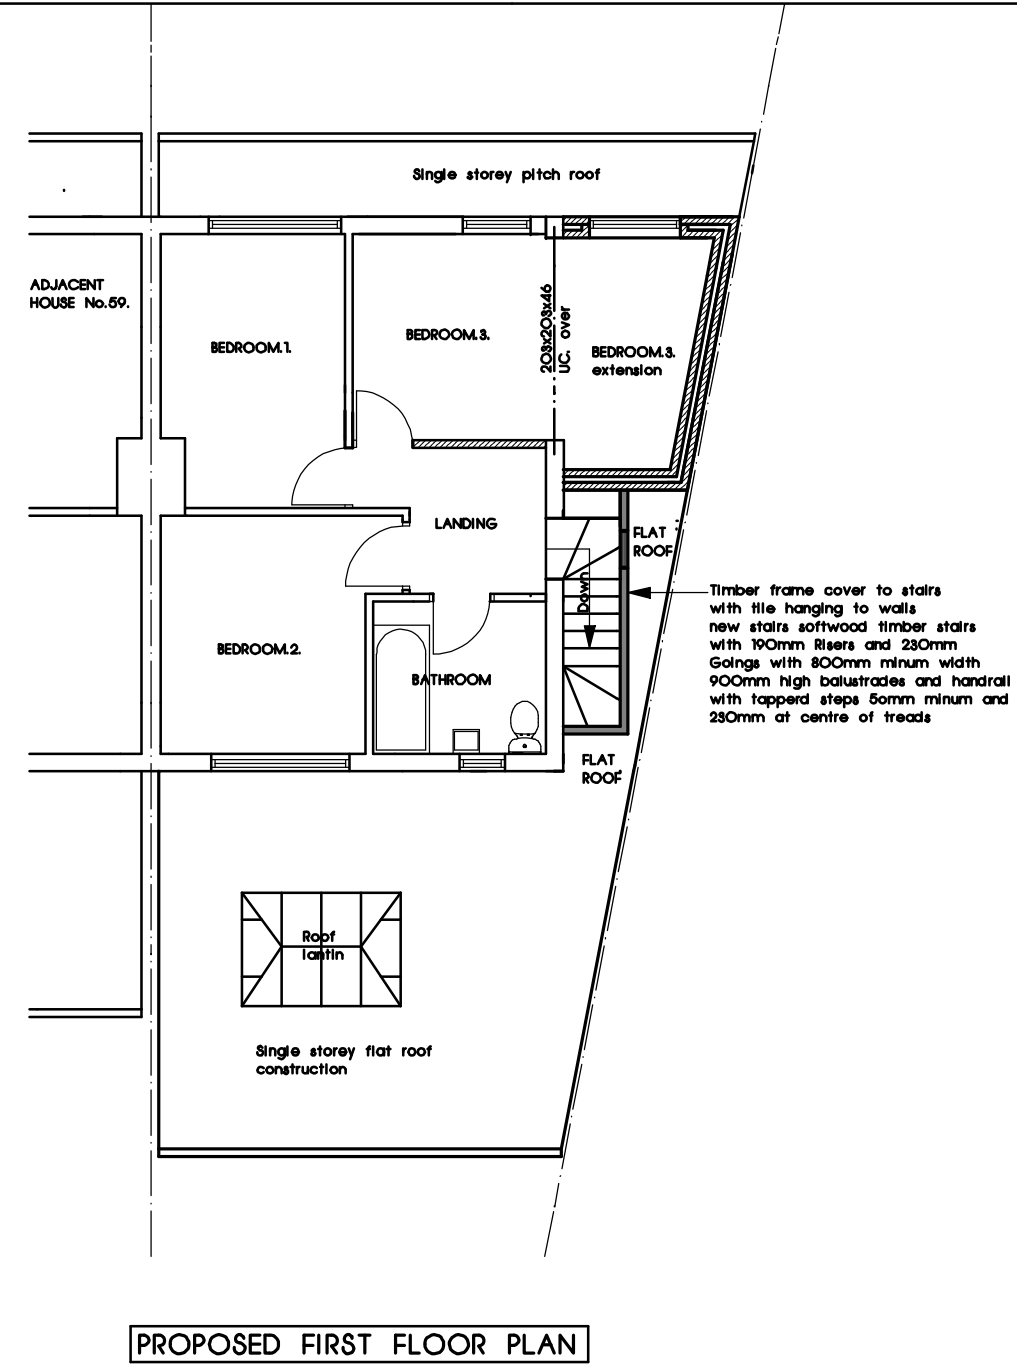 Single storey pitch roof
ADJACENT
HOUSE No.59.
BEDROOM.1.
BEDROOM.3.
203x203x46
UC. over
BEDROOM.3.
extension
LANDING
FLAT
ROOF
Down
Timber frame cover to stairs
with tile hanging to walls
new stairs softwood timber stairs
with 190mm Risers and 230mm
Goings with 800mm minum width
900mm high balustrades and handrail
with tapperd steps 50mm minum and
230mm at centre of treads
BEDROOM.2.
BATHROOM
FLAT
ROOF
Roof
lantin
Single storey flat roof
construction
PROPOSED FIRST FLOOR PLAN